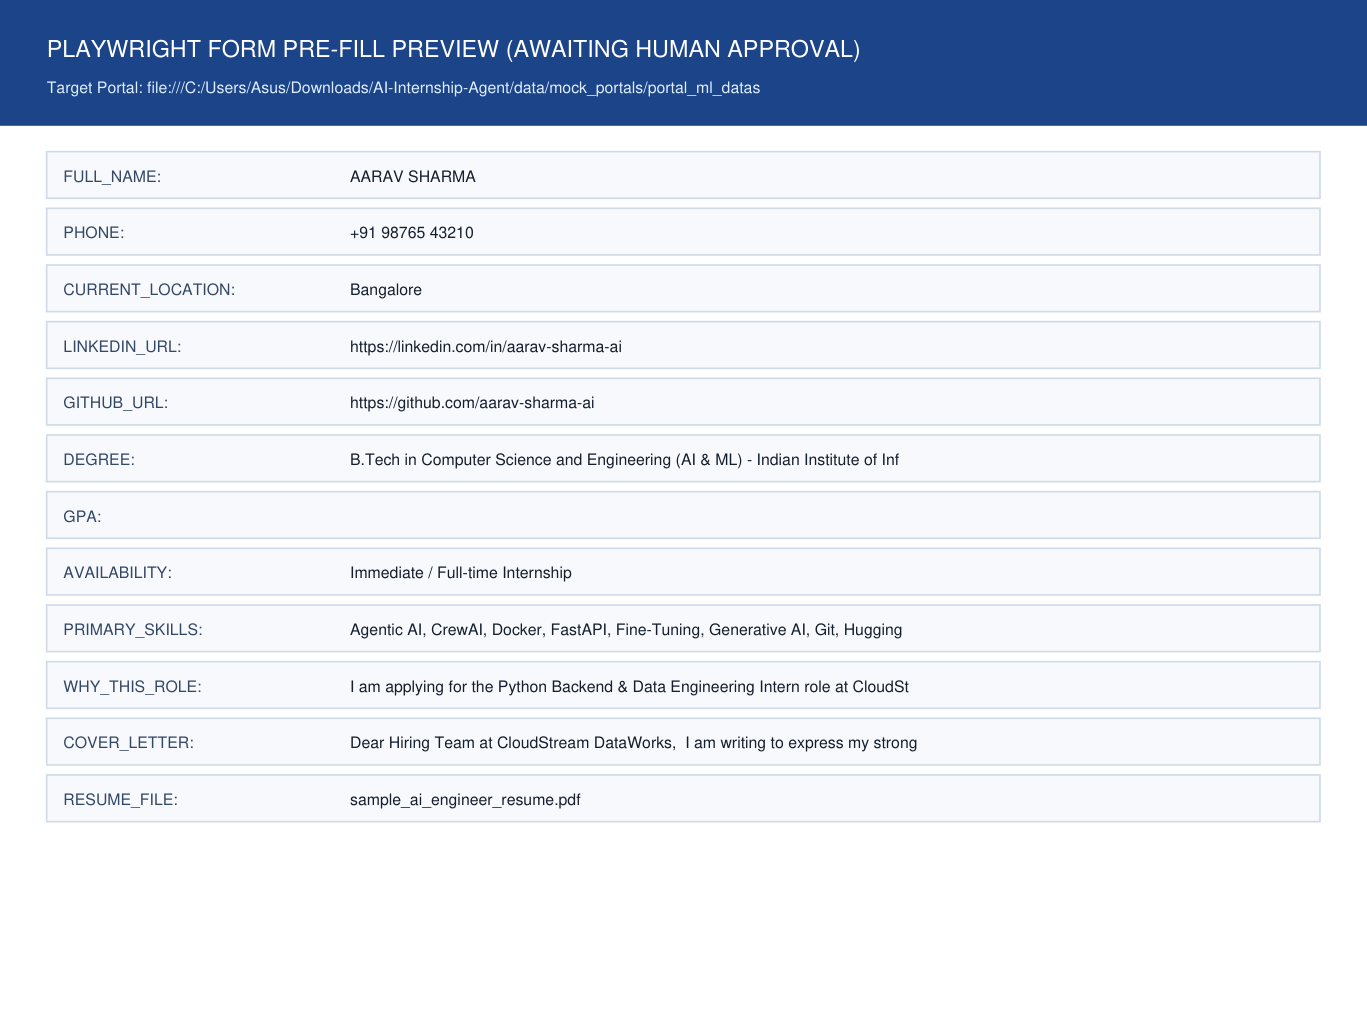 PLAYWRIGHT FORM PRE-FILL PREVIEW (AWAITING HUMAN APPROVAL)
Target Portal: file:///C:/Users/Asus/Downloads/AI-Internship-Agent/data/mock_portals/portal_ml_datas
FULL_NAME: AARAV SHARMA
PHONE: +91 98765 43210
CURRENT_LOCATION: Bangalore
LINKEDIN_URL: https://linkedin.com/in/aarav-sharma-ai
GITHUB_URL: https://github.com/aarav-sharma-ai
DEGREE: B.Tech in Computer Science and Engineering (AI & ML) - Indian Institute of Inf
GPA:
AVAILABILITY: Immediate / Full-time Internship
PRIMARY_SKILLS: Agentic AI, CrewAI, Docker, FastAPI, Fine-Tuning, Generative AI, Git, Hugging
WHY_THIS_ROLE: I am applying for the Python Backend & Data Engineering Intern role at CloudSt
COVER_LETTER: Dear Hiring Team at CloudStream DataWorks,  I am writing to express my strong
RESUME_FILE: sample_ai_engineer_resume.pdf